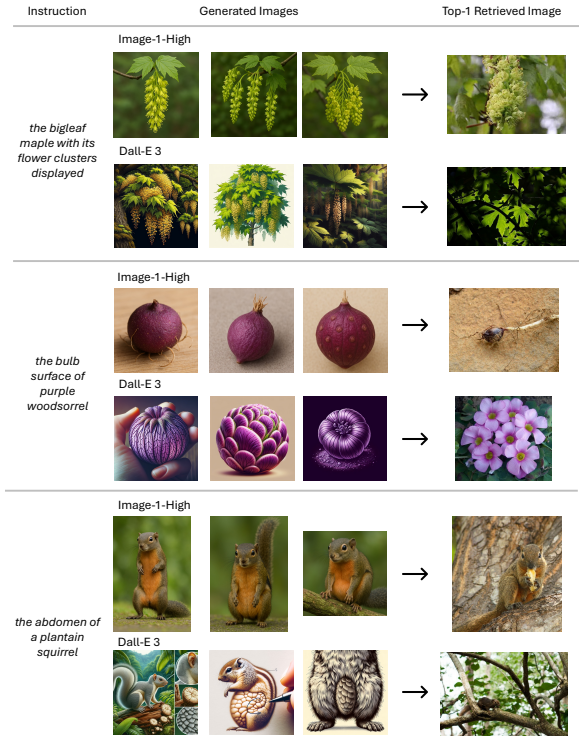 Instruction Generated Images Top-1 Retrieved Image
Image-1-High
the bigleaf
maple with its
flower clusters
displayed
Dall-E 3
Image-1-High
the bulb
surface of
purple
woodsorrel
Dall-E 3
Image-1-High
the abdomen of
a plantain
squirrel
Dall-E 3